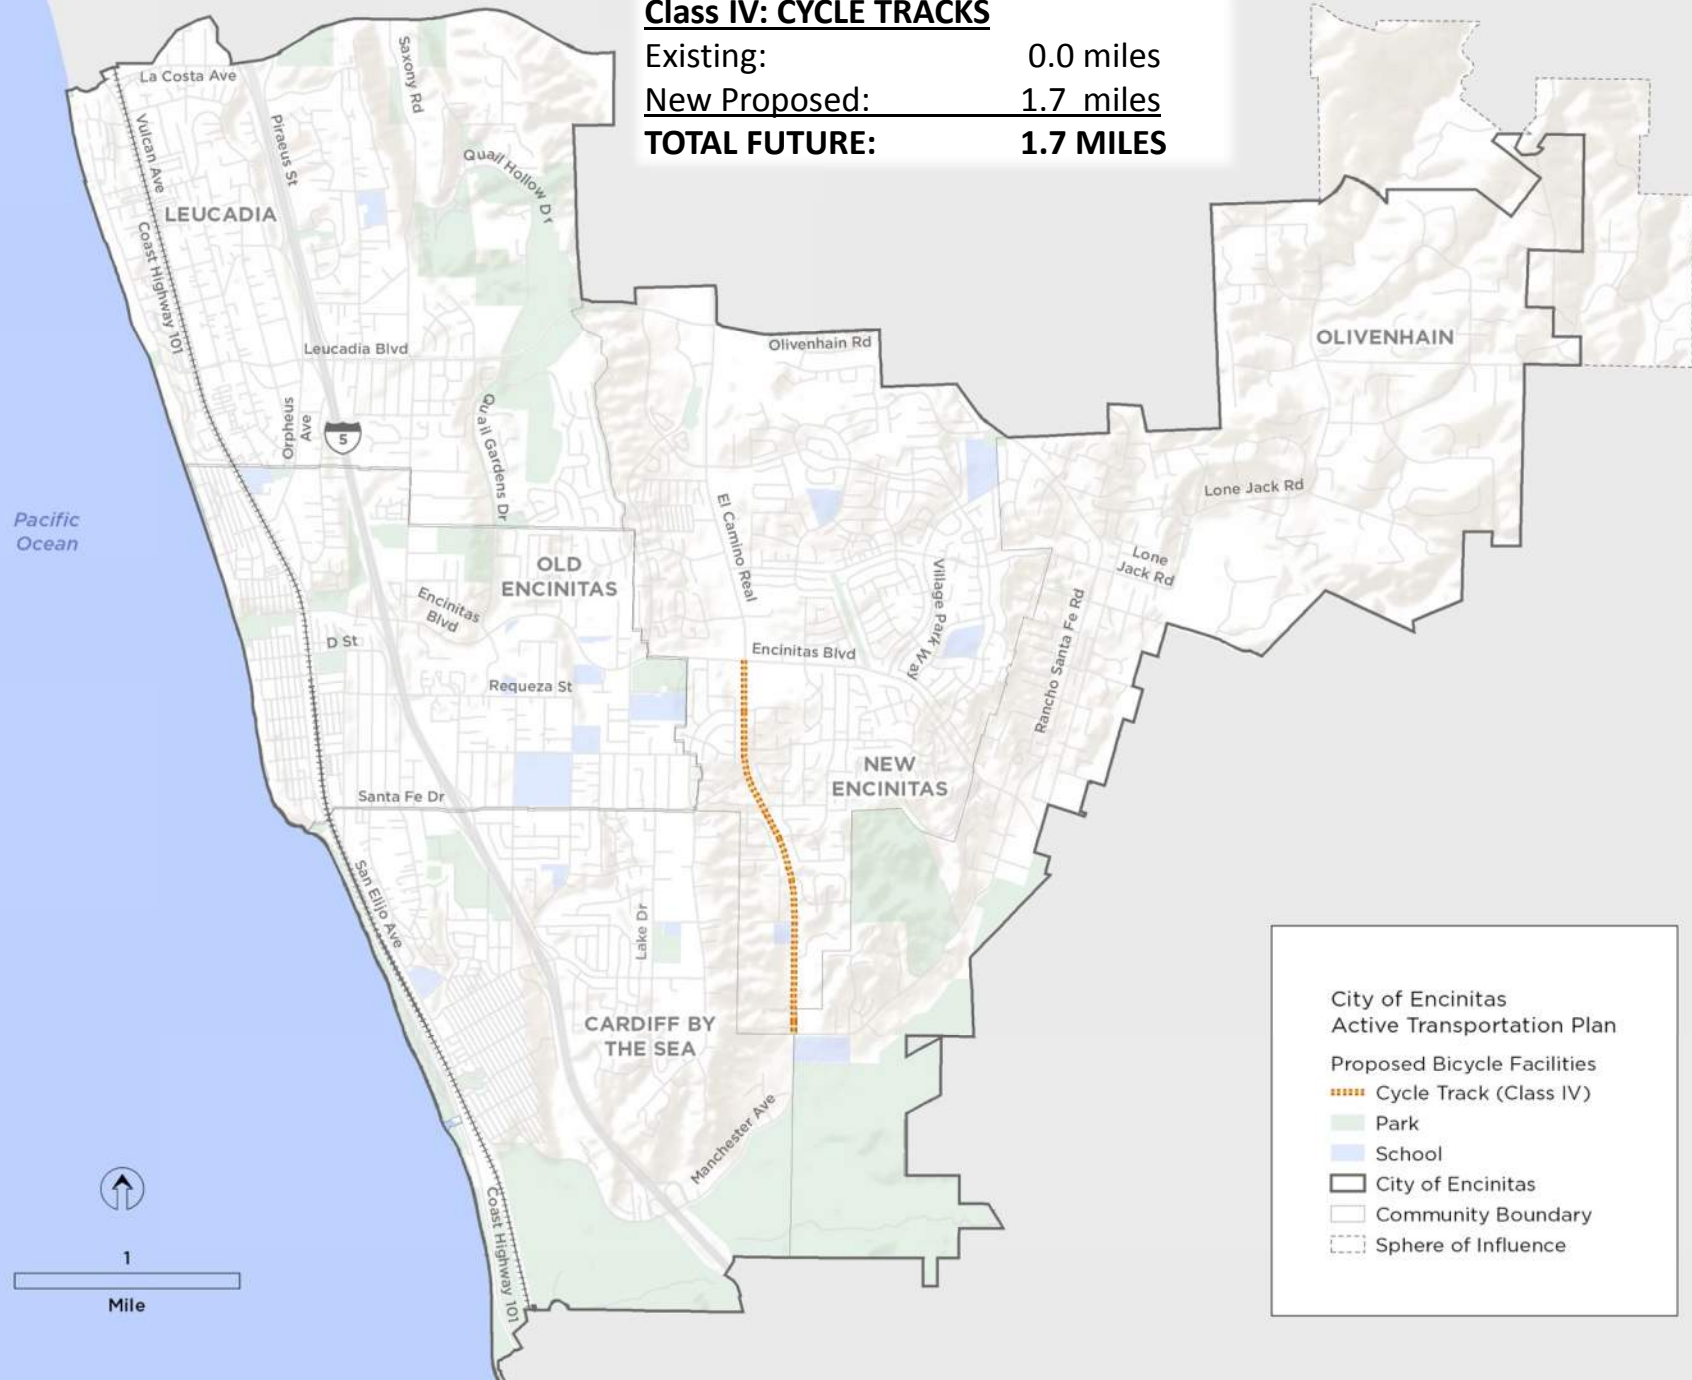 Class IV: CYCLE TRACKS
Existing: 0.0 miles
New Proposed: 1.7 miles
TOTAL FUTURE: 1.7 MILES
La Costa Ave
Saxony Rd
Vulcan Ave
Piraeus St
Quail Hollow Dr
LEUCADIA
Coast Highway 101
Leucadia Blvd
Olivenhain Rd
OLIVENHAIN
Orpheus
Ave
5
Quail Gardens Dr
El Camino Real
Lone Jack Rd
Pacific
Ocean
OLD
ENCINITAS
Lone
Jack Rd
Encinitas
Blvd
Village Park Way
Rancho Santa Fe Rd
D St
Encinitas Blvd
Requeza St
NEW
ENCINITAS
Santa Fe Dr
San Elijo Ave
Lake Dr
CARDIFF BY
THE SEA
Manchester Ave
Coast Highway 101
1
Mile
City of Encinitas
Active Transportation Plan
Proposed Bicycle Facilities
Cycle Track (Class IV)
Park
School
City of Encinitas
Community Boundary
Sphere of Influence